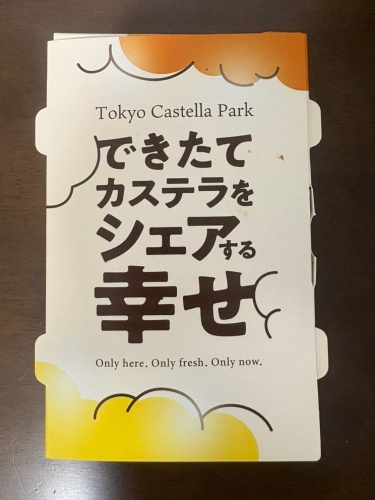 Tokyo Castella Park
できたて
カステラを
シェアする
幸せ
Only here. Only fresh. Only now.